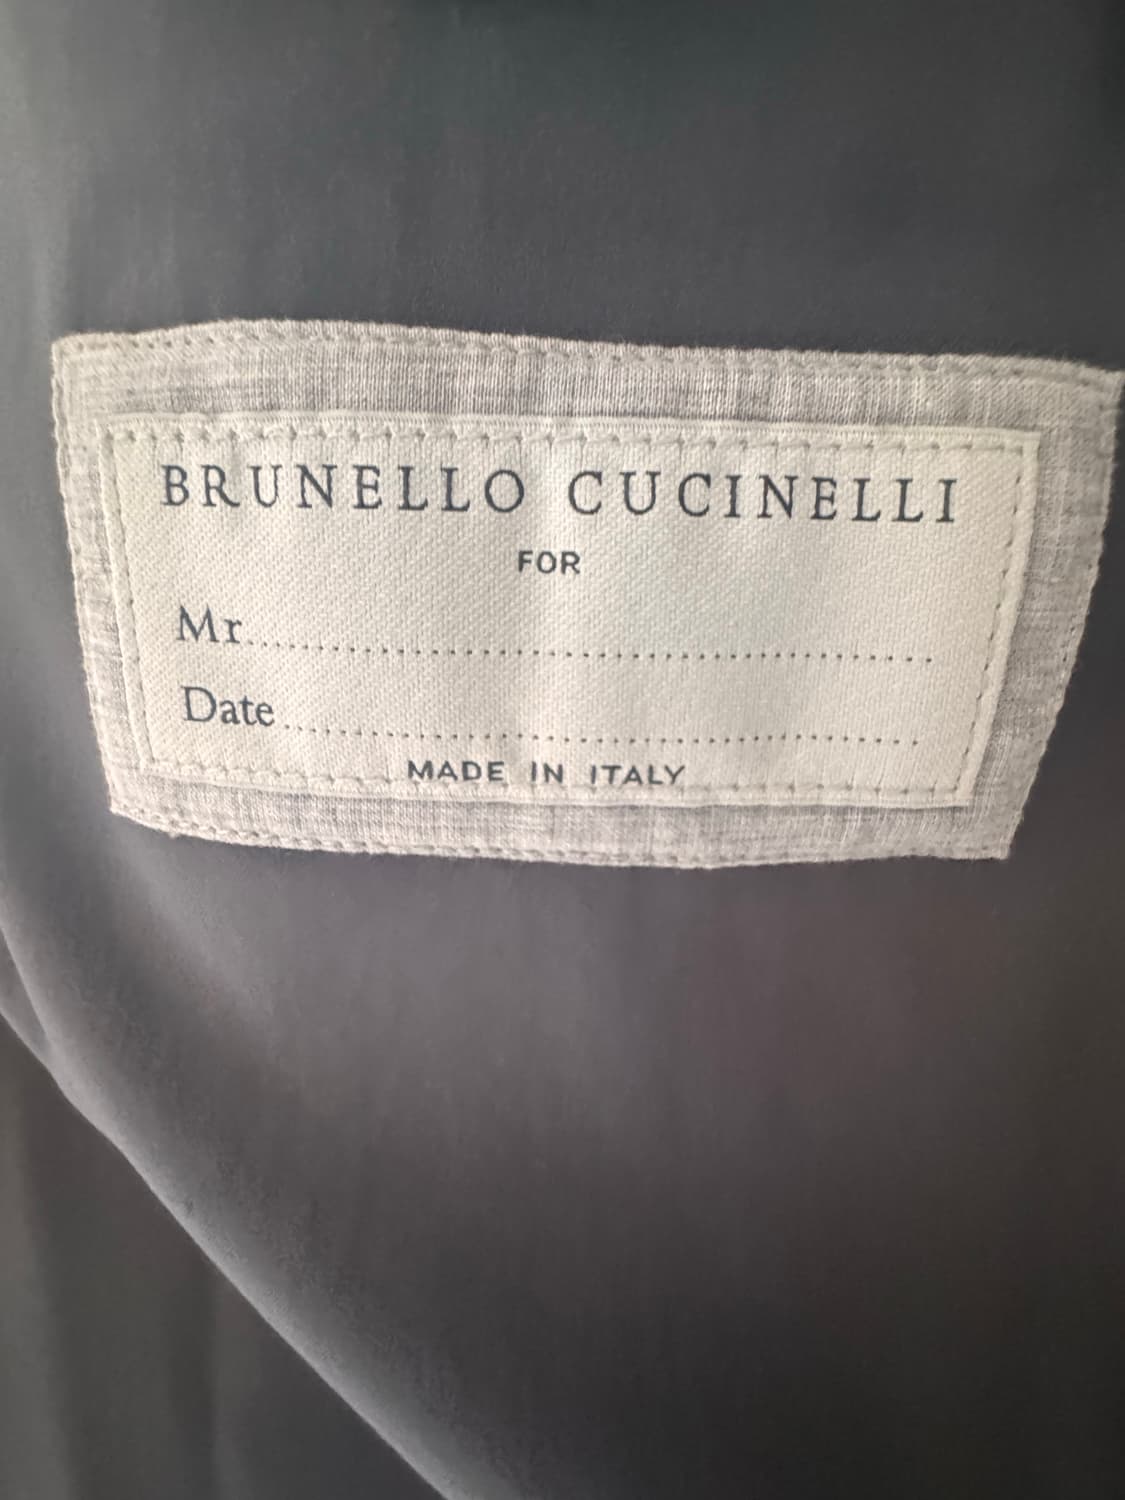 BRUNELLO CUCINELLI
FOR
Mr..............................................
Date..........................................
MADE IN ITALY